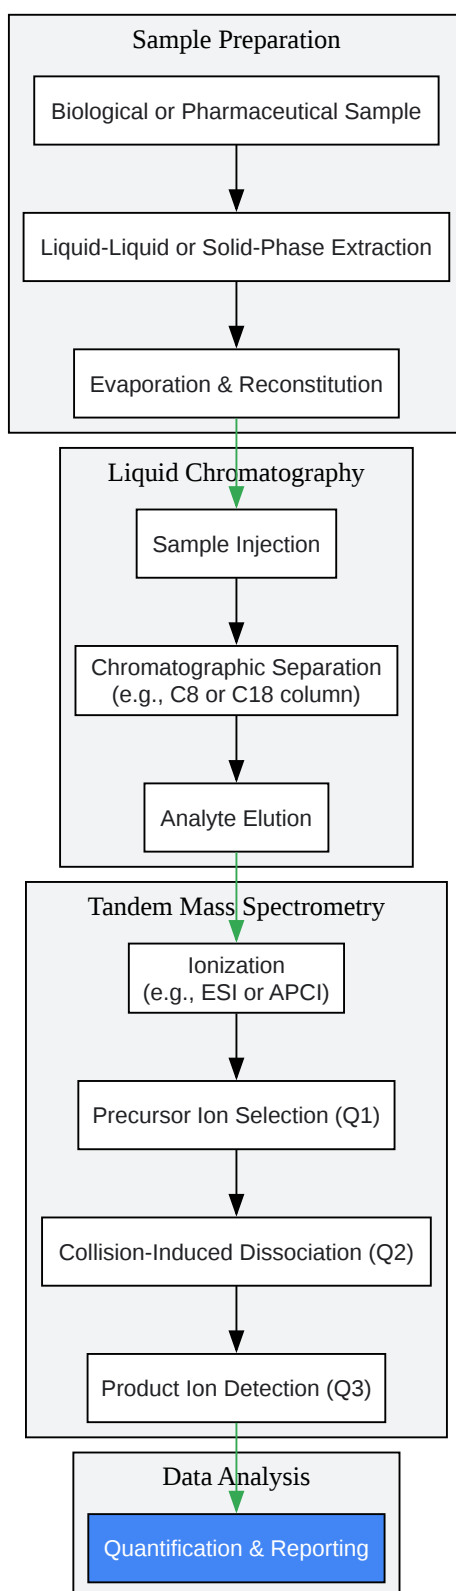 Sample Preparation
Biological or Pharmaceutical Sample
Liquid-Liquid or Solid-Phase Extraction
Evaporation & Reconstitution
Liquid Chromatography
Sample Injection
Chromatographic Separation
(e.g., C8 or C18 column)
Analyte Elution
Tandem Mass Spectrometry
Ionization
(e.g., ESI or APCI)
Precursor Ion Selection (Q1)
Collision-Induced Dissociation (Q2)
Product Ion Detection (Q3)
Data Analysis
Quantification & Reporting